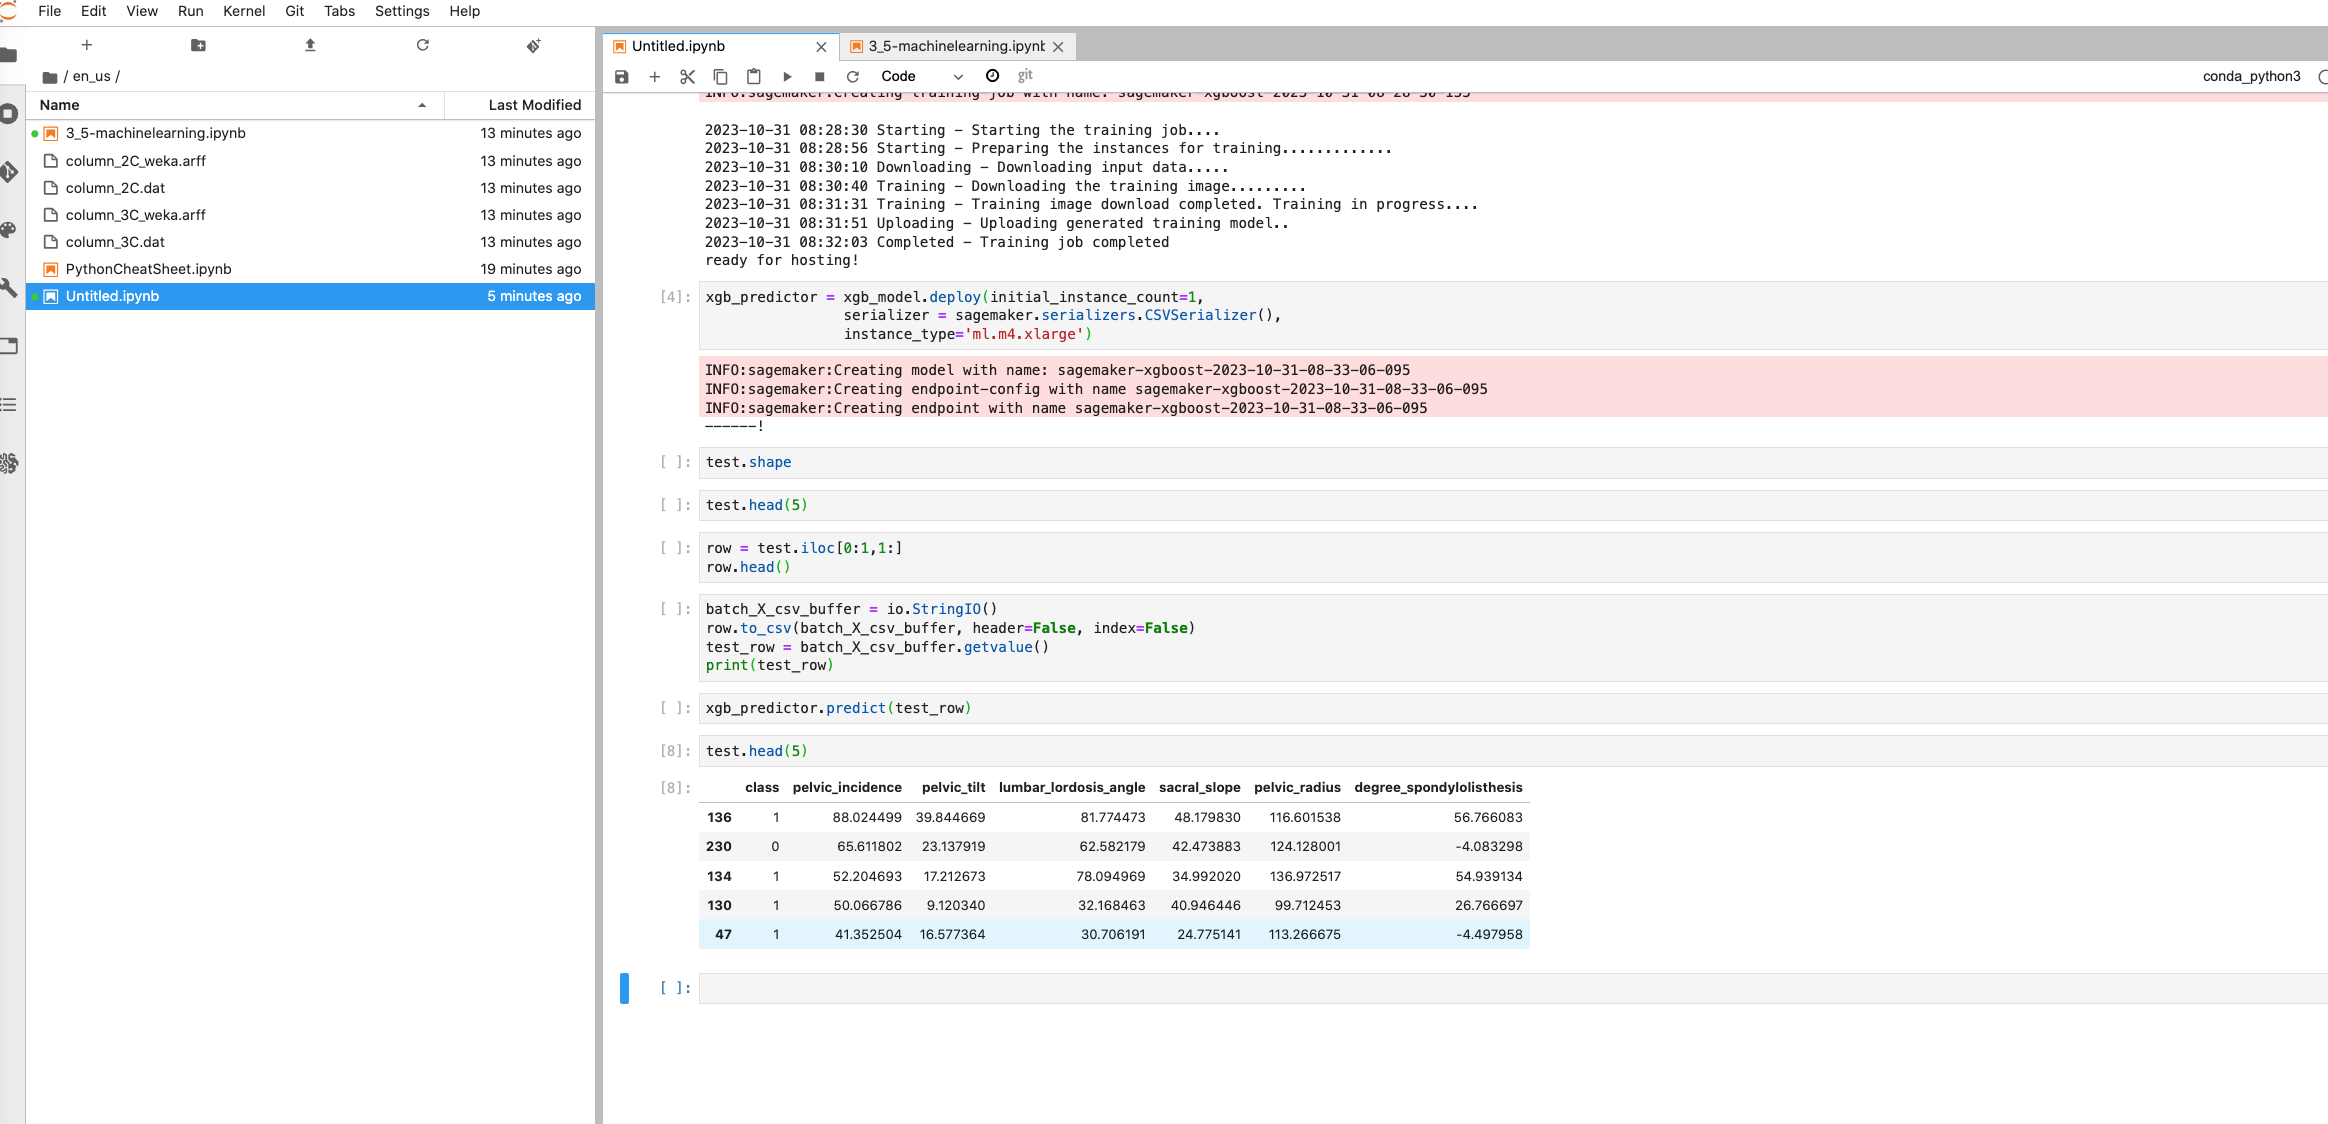 File Edit View Run Kernel Git Tabs Settings Help
/ en_us /
Name Last Modified
3_5-machinelearning.ipynb 13 minutes ago
column_2C_weka.arff 13 minutes ago
column_2C.dat 13 minutes ago
column_3C_weka.arff 13 minutes ago
column_3C.dat 13 minutes ago
PythonCheatSheet.ipynb 19 minutes ago
Untitled.ipynb 5 minutes ago
Untitled.ipynb 3_5-machinelearning.ipynb
Code git conda_python3
INFO:sagemaker:Creating training job with name: sagemaker-xgboost-2023-10-31-08-28-30-155
2023-10-31 08:28:30 Starting - Starting the training job....
2023-10-31 08:28:56 Starting - Preparing the instances for training.............
2023-10-31 08:30:10 Downloading - Downloading input data.....
2023-10-31 08:30:40 Training - Downloading the training image.........
2023-10-31 08:31:31 Training - Training image download completed. Training in progress....
2023-10-31 08:31:51 Uploading - Uploading generated training model..
2023-10-31 08:32:03 Completed - Training job completed
ready for hosting!
[4]: xgb_predictor = xgb_model.deploy(initial_instance_count=1,
serializer = sagemaker.serializers.CSVSerializer(),
instance_type='ml.m4.xlarge')
INFO:sagemaker:Creating model with name: sagemaker-xgboost-2023-10-31-08-33-06-095
INFO:sagemaker:Creating endpoint-config with name sagemaker-xgboost-2023-10-31-08-33-06-095
INFO:sagemaker:Creating endpoint with name sagemaker-xgboost-2023-10-31-08-33-06-095
------!
[ ]: test.shape
[ ]: test.head(5)
[ ]: row = test.iloc[0:1,1:]
row.head()
[ ]: batch_X_csv_buffer = io.StringIO()
row.to_csv(batch_X_csv_buffer, header=False, index=False)
test_row = batch_X_csv_buffer.getvalue()
print(test_row)
[ ]: xgb_predictor.predict(test_row)
[8]: test.head(5)
[8]: class pelvic_incidence pelvic_tilt lumbar_lordosis_angle sacral_slope pelvic_radius degree_spondylolisthesis
136 1 88.024499 39.844669 81.774473 48.179830 116.601538 56.766083
230 0 65.611802 23.137919 62.582179 42.473883 124.128001 -4.083298
134 1 52.204693 17.212673 78.094969 34.992020 136.972517 54.939134
130 1 50.066786 9.120340 32.168463 40.946446 99.712453 26.766697
47 1 41.352504 16.577364 30.706191 24.775141 113.266675 -4.497958
[ ]: